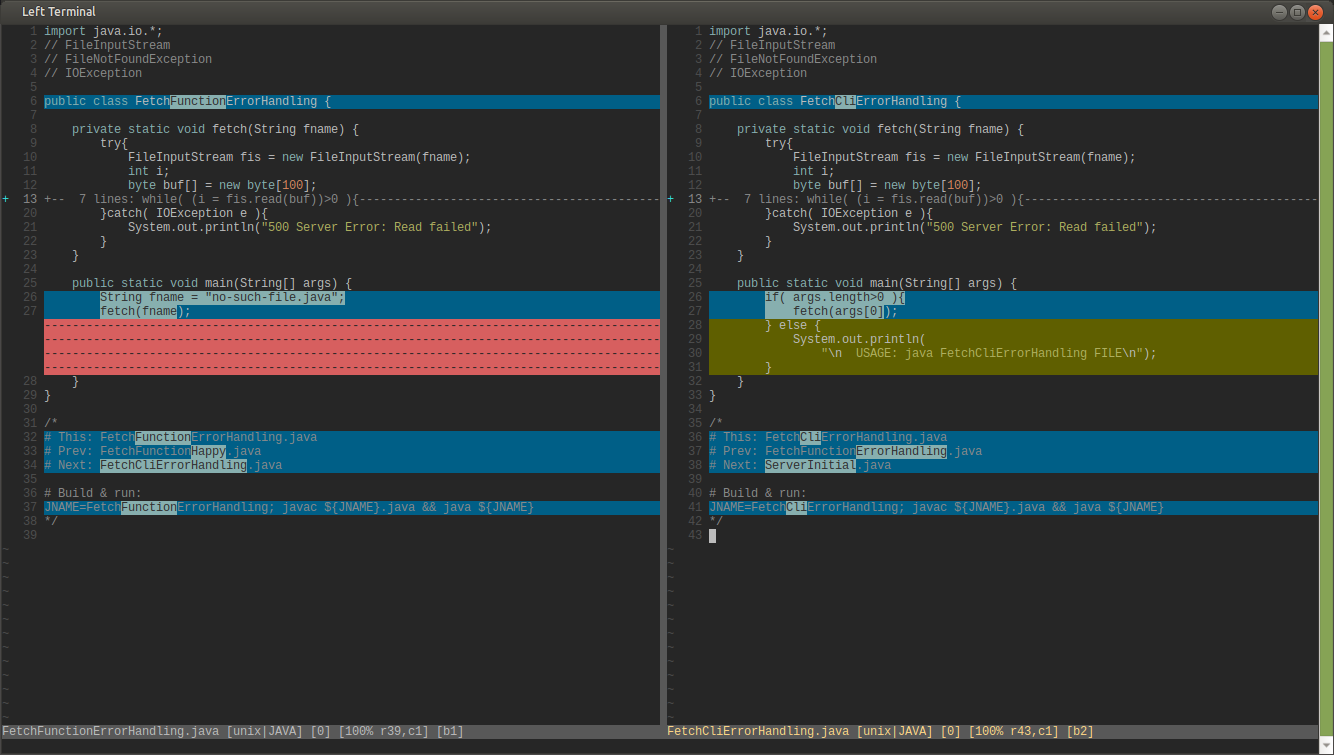 Left Terminal
1 import java.io.*;
2 // FileInputStream
3 // FileNotFoundException
4 // IOException
5
6 public class FetchFunctionErrorHandling {
7
8     private static void fetch(String fname) {
9         try{
10             FileInputStream fis = new FileInputStream(fname);
11             int i;
12             byte buf[] = new byte[100];
+ 13 +--  7 lines: while( (i = fis.read(buf))>0 ){-------------------------------------------
20         }catch( IOException e ){
21             System.out.println("500 Server Error: Read failed");
22         }
23     }
24
25     public static void main(String[] args) {
26         String fname = "no-such-file.java";
27         fetch(fname);
----------------------------------------------------------------------------------------
----------------------------------------------------------------------------------------
----------------------------------------------------------------------------------------
----------------------------------------------------------------------------------------
28     }
29 }
30
31 /*
32 # This: FetchFunctionErrorHandling.java
33 # Prev: FetchFunctionHappy.java
34 # Next: FetchCliErrorHandling.java
35
36 # Build & run:
37 JNAME=FetchFunctionErrorHandling; javac ${JNAME}.java && java ${JNAME}
38 */
39
~
~
~
~
~
~
~
~
~
~
~
~
~
FetchFunctionErrorHandling.java [unix|JAVA] [0] [100% r39,c1] [b1]
1 import java.io.*;
2 // FileInputStream
3 // FileNotFoundException
4 // IOException
5
6 public class FetchCliErrorHandling {
7
8     private static void fetch(String fname) {
9         try{
10             FileInputStream fis = new FileInputStream(fname);
11             int i;
12             byte buf[] = new byte[100];
+ 13 +--  7 lines: while( (i = fis.read(buf))>0 ){------------------------------------------
20         }catch( IOException e ){
21             System.out.println("500 Server Error: Read failed");
22         }
23     }
24
25     public static void main(String[] args) {
26         if( args.length>0 ){
27             fetch(args[0]);
28         } else {
29             System.out.println(
30                 "\n  USAGE: java FetchCliErrorHandling FILE\n");
31         }
32     }
33 }
34
35 /*
36 # This: FetchCliErrorHandling.java
37 # Prev: FetchFunctionErrorHandling.java
38 # Next: ServerInitial.java
39
40 # Build & run:
41 JNAME=FetchCliErrorHandling; javac ${JNAME}.java && java ${JNAME}
42 */
43
~
~
~
~
~
~
~
~
~
~
~
~
~
FetchCliErrorHandling.java [unix|JAVA] [0] [100% r43,c1] [b2]